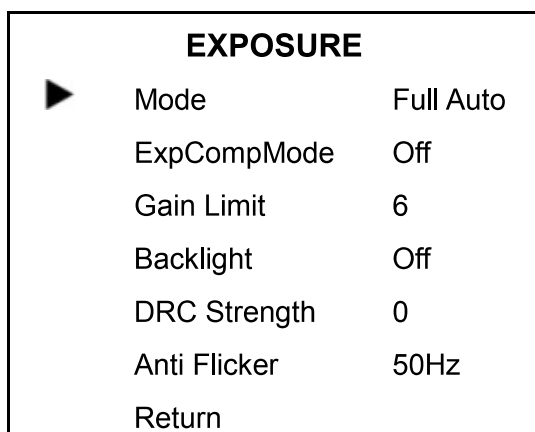 EXPOSURE
Mode Full Auto
ExpCompMode Off
Gain Limit 6
Backlight Off
DRC Strength 0
Anti Flicker 50Hz
Return